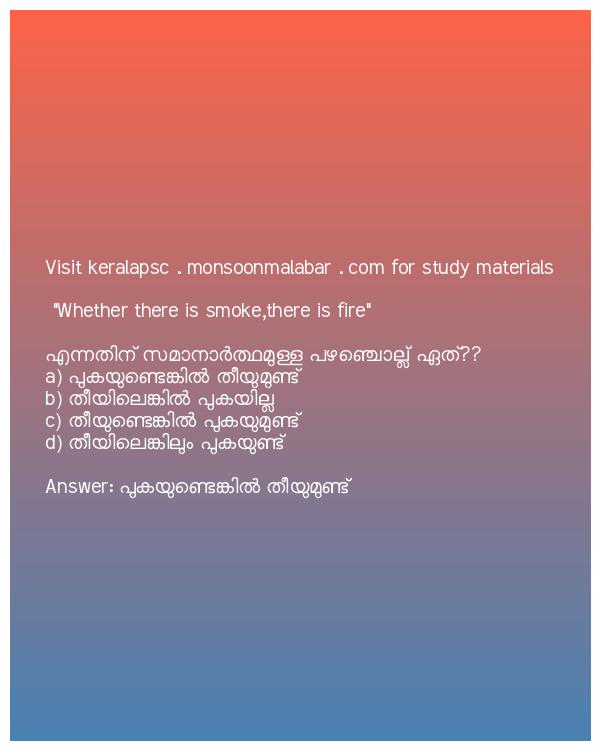 Visit keralapsc . monsoonmalabar . com for study materials
"Whether there is smoke,there is fire"
എന്നതിന് സമാനാർത്ഥമുള്ള പഴഞ്ചൊല്ല് ഏത്??
a) പുകയുണ്ടെങ്കിൽ തീയുമുണ്ട്
b) തീയിലെങ്കിൽ പുകയില്ല
c) തീയുണ്ടെങ്കിൽ പുകയുമുണ്ട്
d) തീയിലെങ്കിലും പുകയുണ്ട്
Answer: പുകയുണ്ടെങ്കിൽ തീയുമുണ്ട്